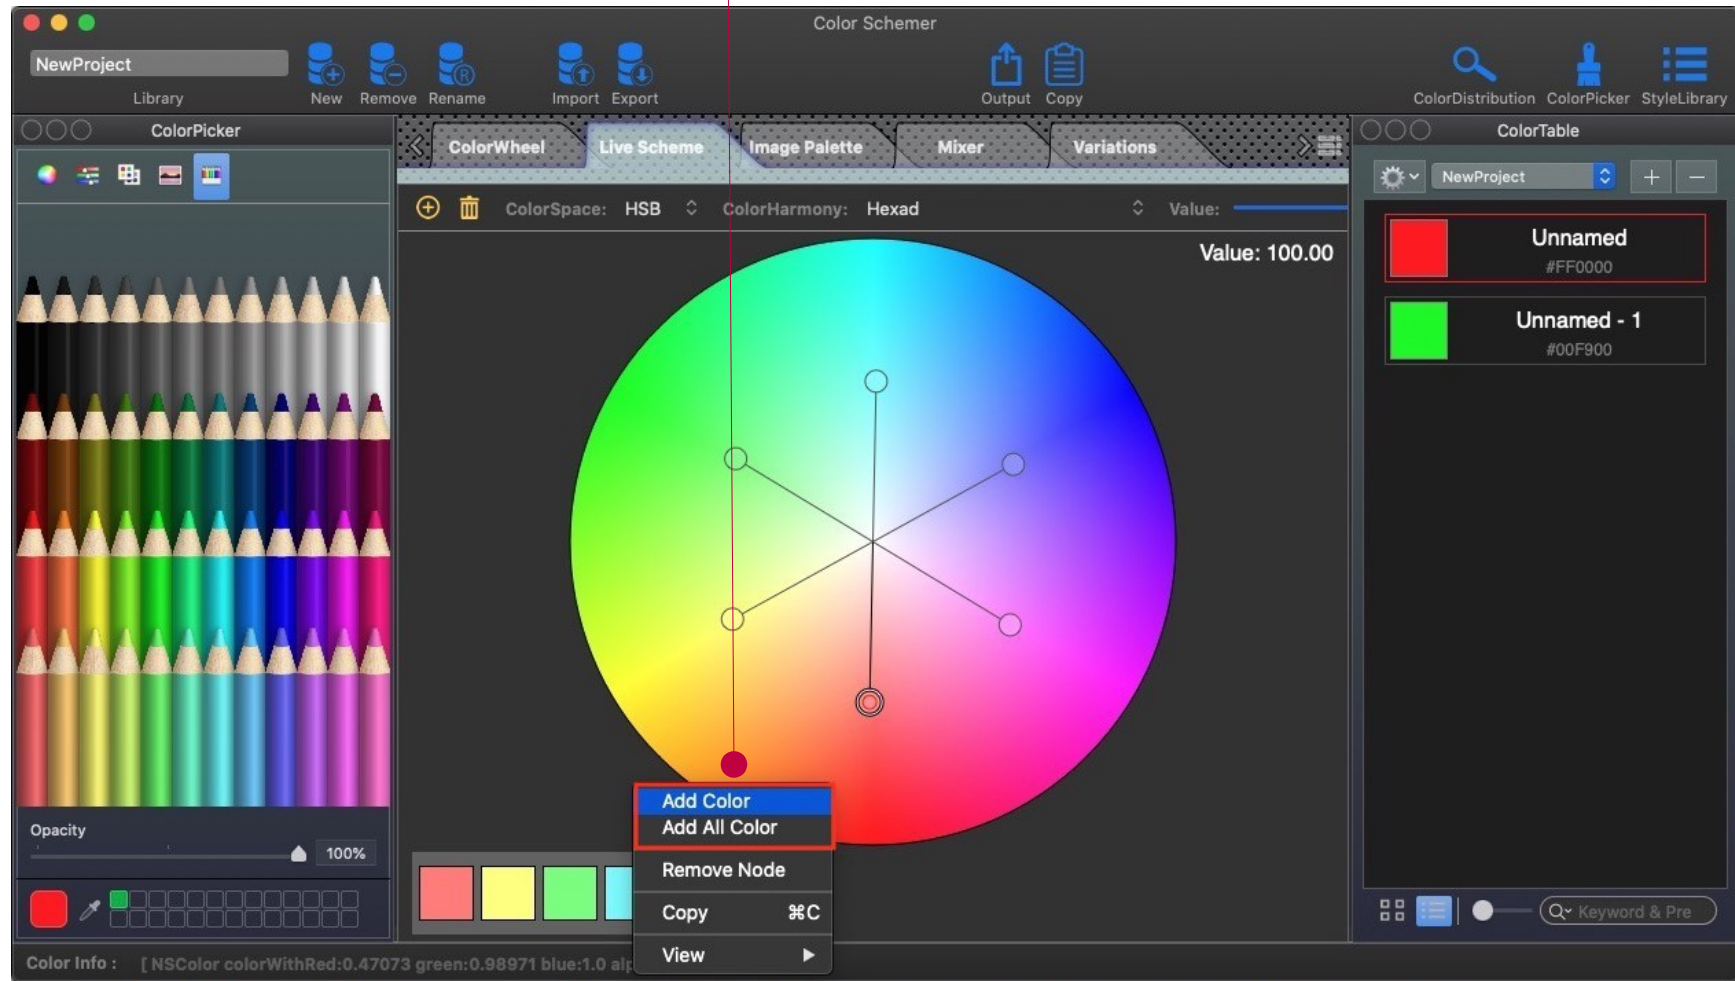 Color Schemer
NewProject
Library
New Remove Rename
Import Export
Output Copy
ColorDistribution ColorPicker StyleLibrary
ColorPicker
ColorWheel Live Scheme Image Palette Mixer Variations
ColorTable
NewProject
ColorSpace: HSB ColorHarmony: Hexad Value:
Value: 100.00
Unnamed
#FF0000
Unnamed - 1
#00F900
Opacity
100%
Add Color
Add All Color
Remove Node
Copy ⌘C
View
Keyword & Pre
Color Info : [ NSColor colorWithRed:0.47073 green:0.98971 blue:1.0 alp